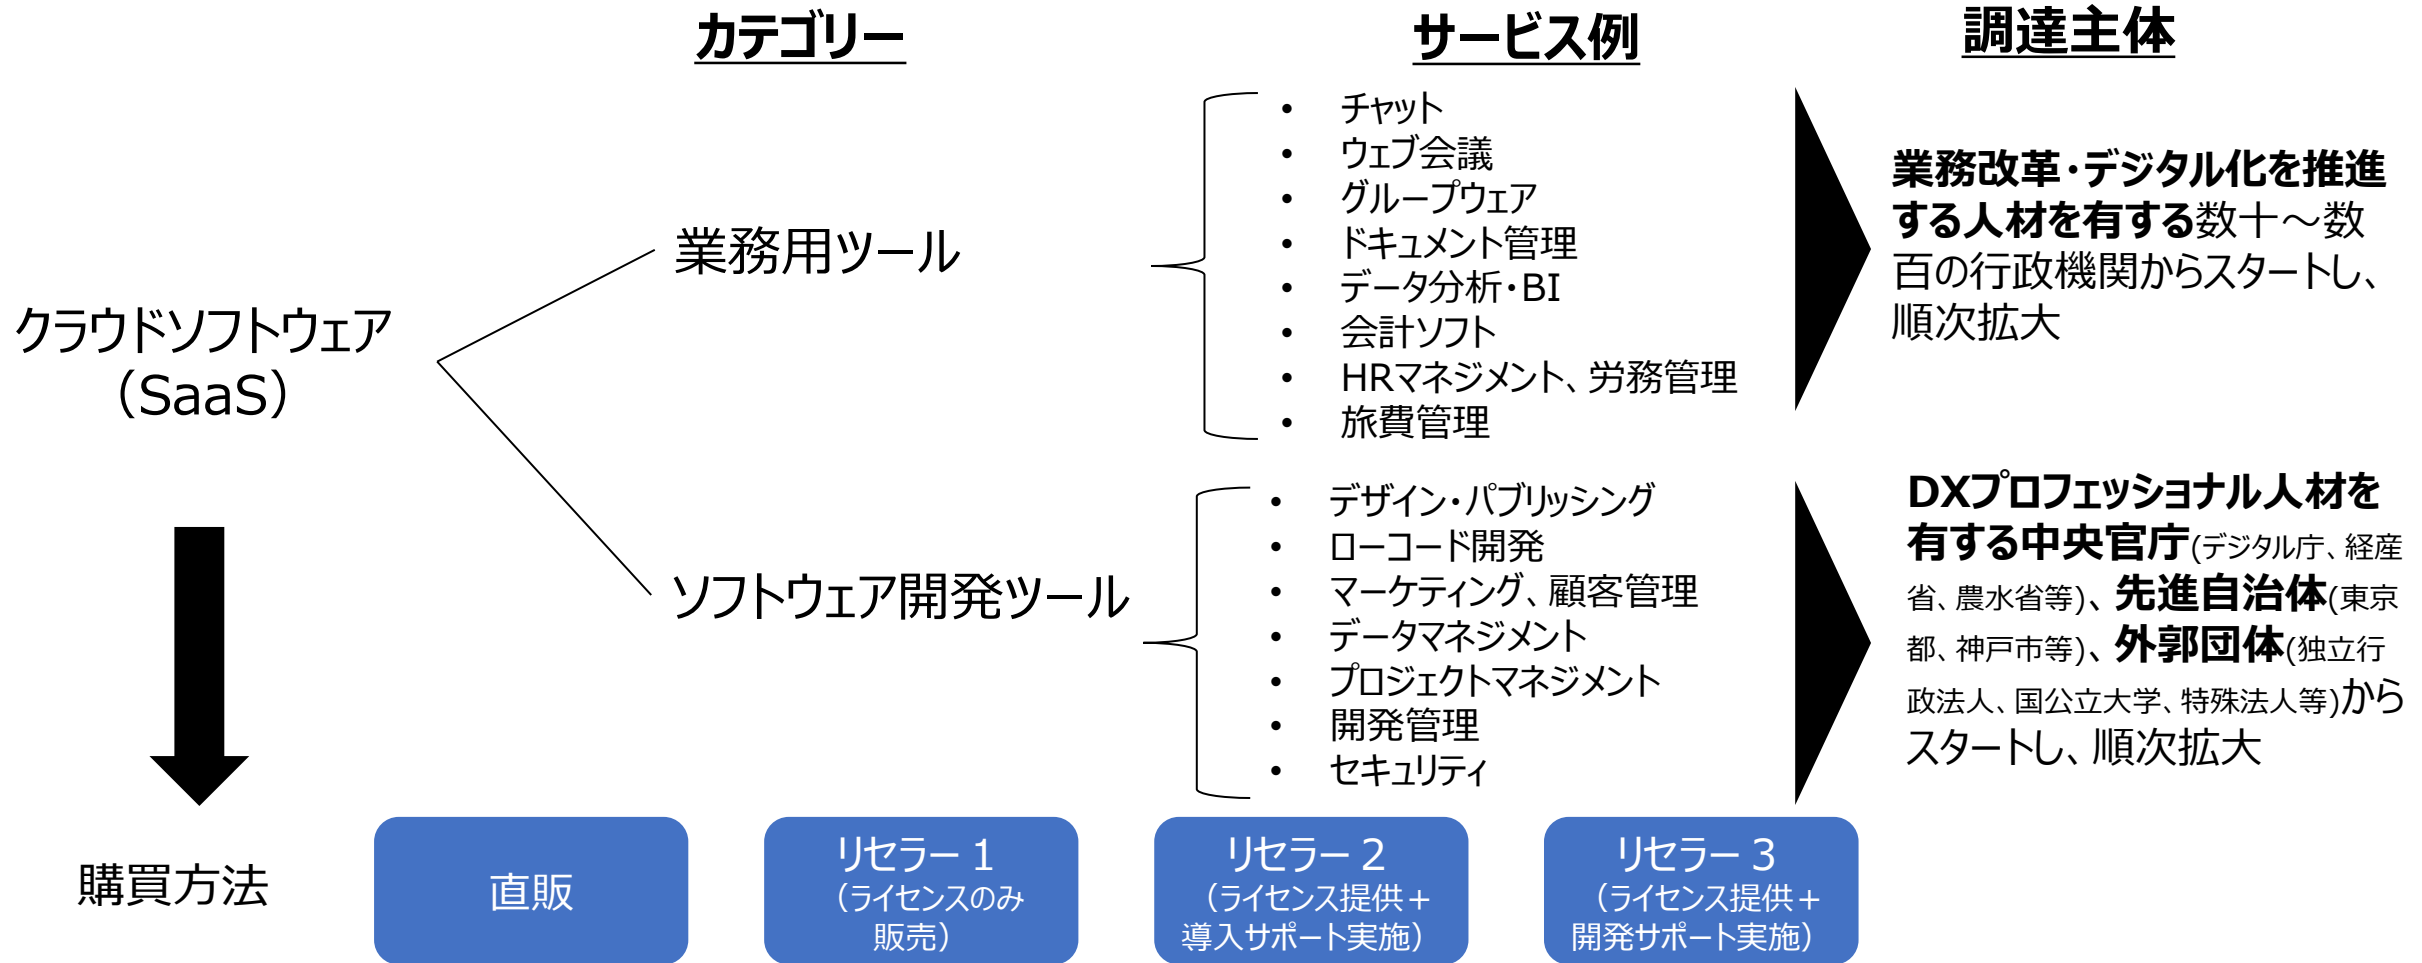 カテゴリー
サービス例
調達主体
クラウドソフトウェア
（SaaS）
業務用ツール
• チャット
• ウェブ会議
• グループウェア
• ドキュメント管理
• データ分析・BI
• 会計ソフト
• HRマネジメント、労務管理
• 旅費管理
業務改革・デジタル化を推進
する人材を有する数十～数
百の行政機関からスタートし、
順次拡大
ソフトウェア開発ツール
• デザイン・パブリッシング
• ローコード開発
• マーケティング、顧客管理
• データマネジメント
• プロジェクトマネジメント
• 開発管理
• セキュリティ
DXプロフェッショナル人材を
有する中央官庁(デジタル庁、経産
省、農水省等)、先進自治体(東京
都、神戸市等)、外郭団体(独立行
政法人、国公立大学、特殊法人等)から
スタートし、順次拡大
購買方法
直販
リセラー１
（ライセンスのみ
販売）
リセラー２
（ライセンス提供＋
導入サポート実施）
リセラー３
（ライセンス提供＋
開発サポート実施）